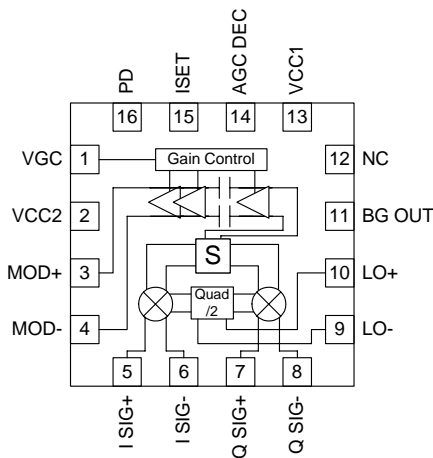 PD
ISET
AGC DEC
VCC1
16
15
14
13
VGC
1
Gain Control
12
NC
VCC2
2
11
BG OUT
MOD+
3
S
10
LO+
Quad
/2
MOD-
4
9
LO-
5
6
7
8
I SIG+
I SIG-
Q SIG+
Q SIG-